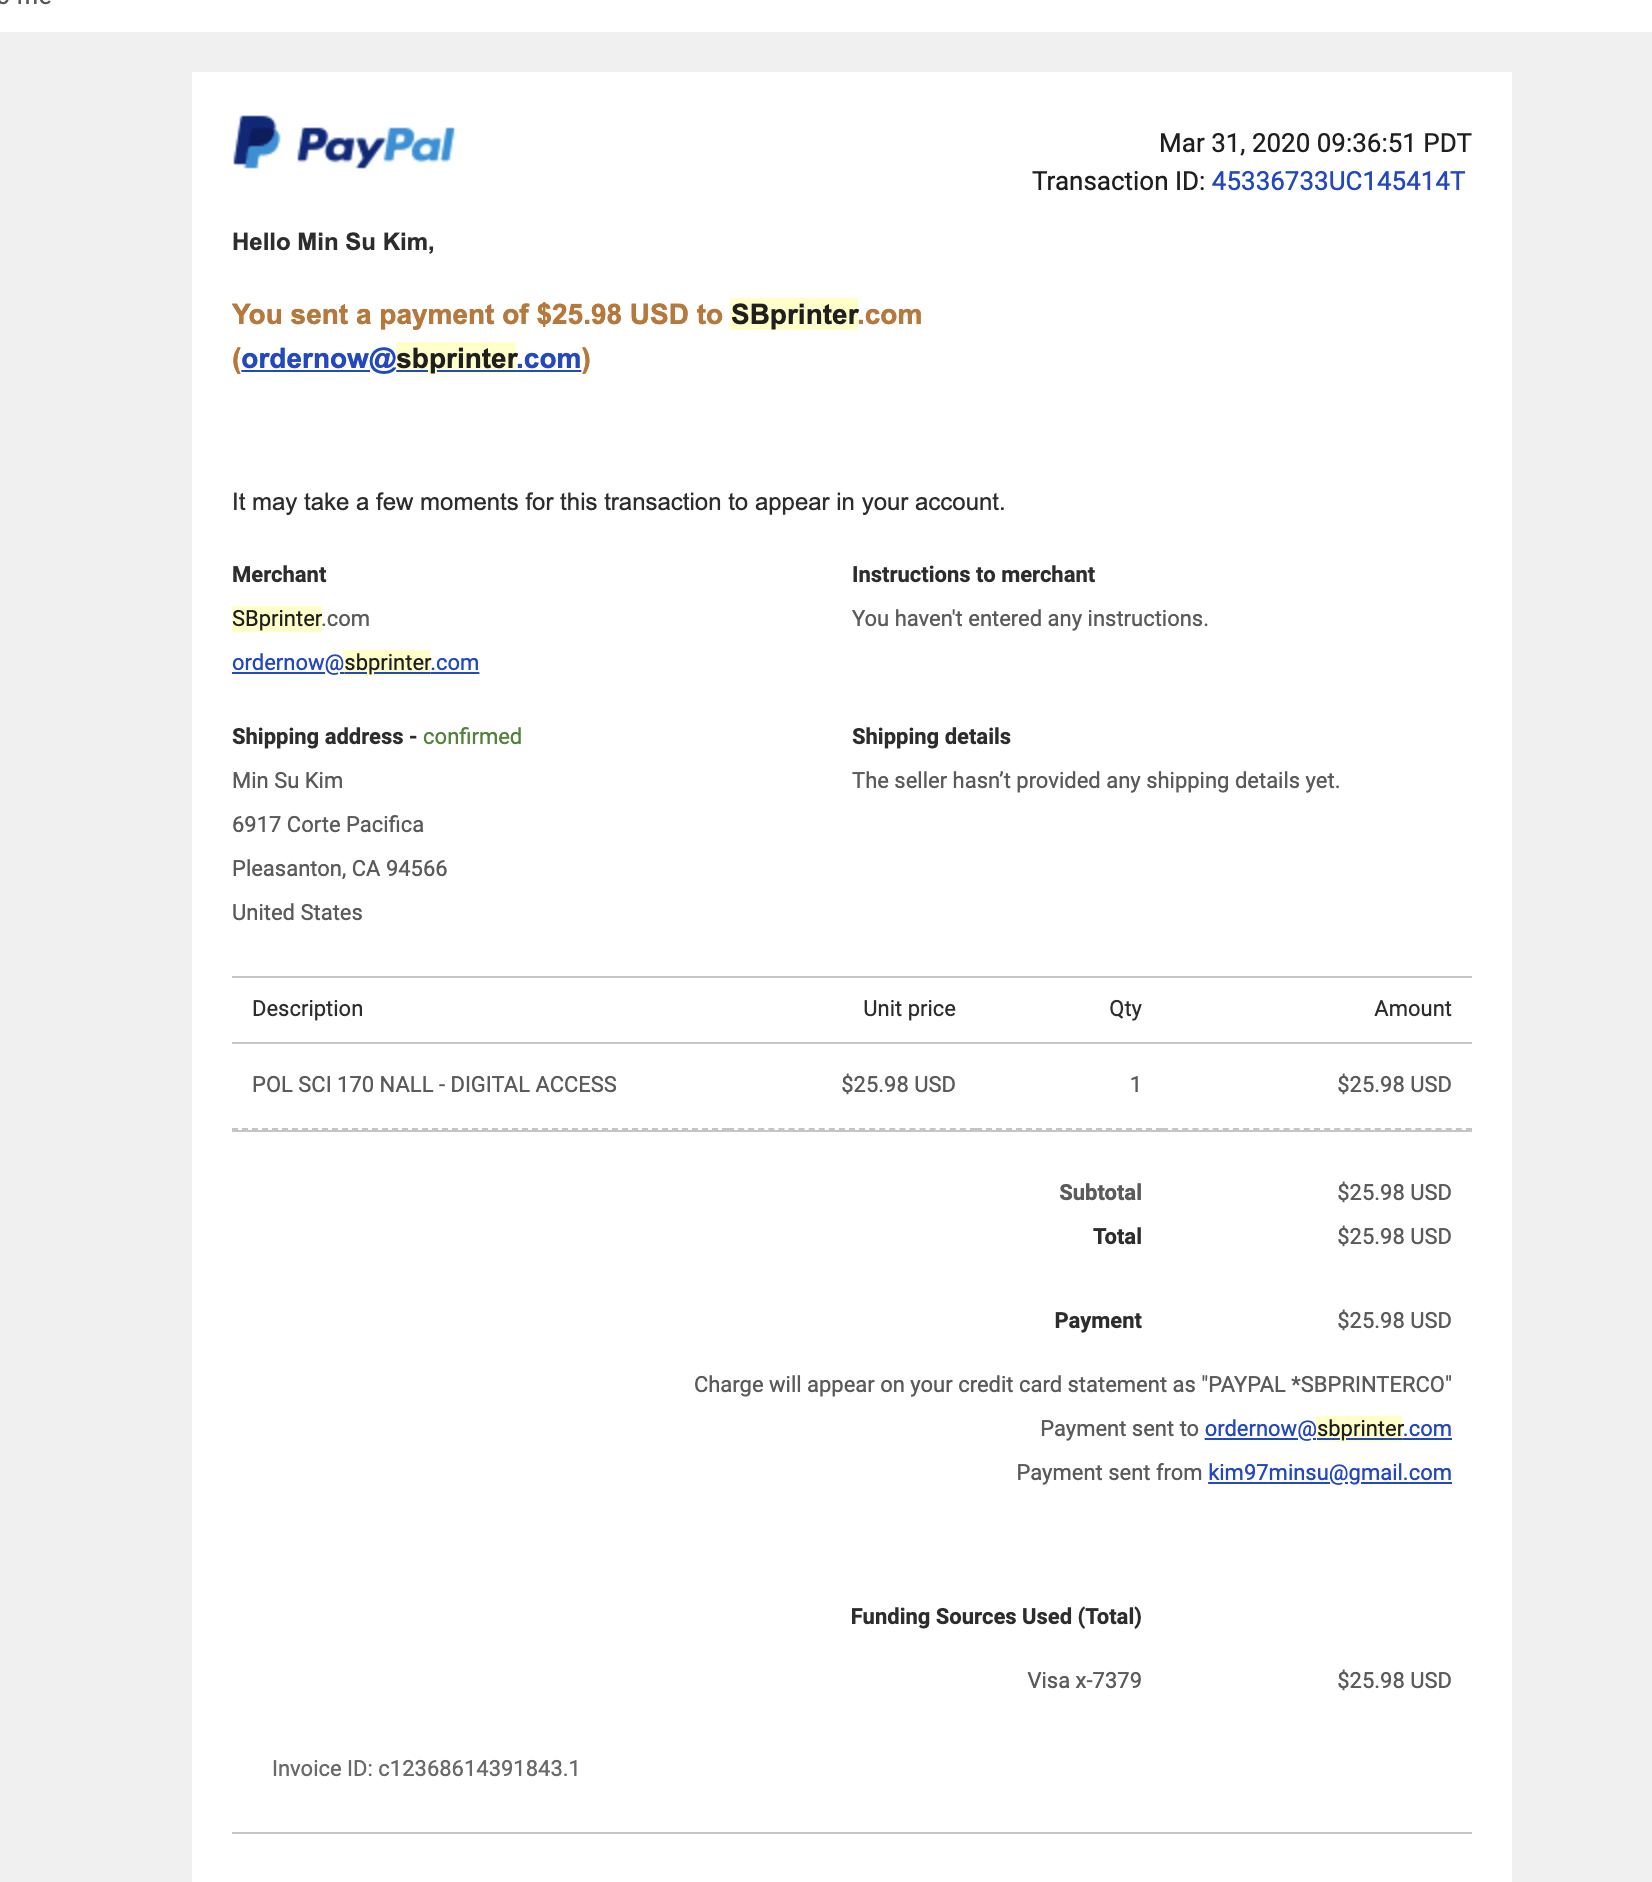 PayPal
Mar 31, 2020 09:36:51 PDT
Transaction ID: 45336733UC145414T
Hello Min Su Kim,
You sent a payment of $25.98 USD to SBprinter.com
(ordernow@sbprinter.com)
It may take a few moments for this transaction to appear in your account.
Merchant
SBprinter.com
ordernow@sbprinter.com
Instructions to merchant
You haven't entered any instructions.
Shipping address - confirmed
Min Su Kim
6917 Corte Pacifica
Pleasanton, CA 94566
United States
Shipping details
The seller hasn’t provided any shipping details yet.
Description Unit price Qty Amount
POL SCI 170 NALL - DIGITAL ACCESS $25.98 USD 1 $25.98 USD
Subtotal $25.98 USD
Total $25.98 USD
Payment $25.98 USD
Charge will appear on your credit card statement as "PAYPAL *SBPRINTERCO"
Payment sent to ordernow@sbprinter.com
Payment sent from kim97minsu@gmail.com
Funding Sources Used (Total)
Visa x-7379 $25.98 USD
Invoice ID: c12368614391843.1